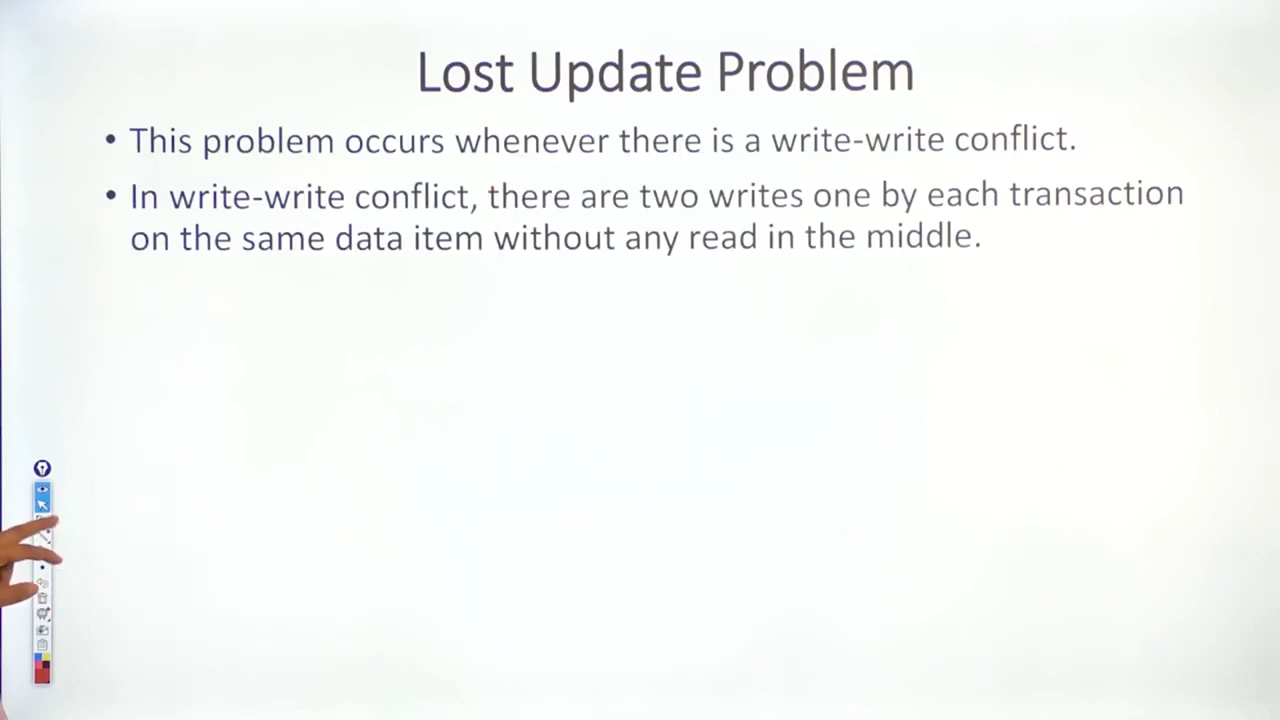 Lost Update Problem
• This problem occurs whenever there is a write-write conflict.
• In write-write conflict, there are two writes one by each transaction
on the same data item without any read in the middle.